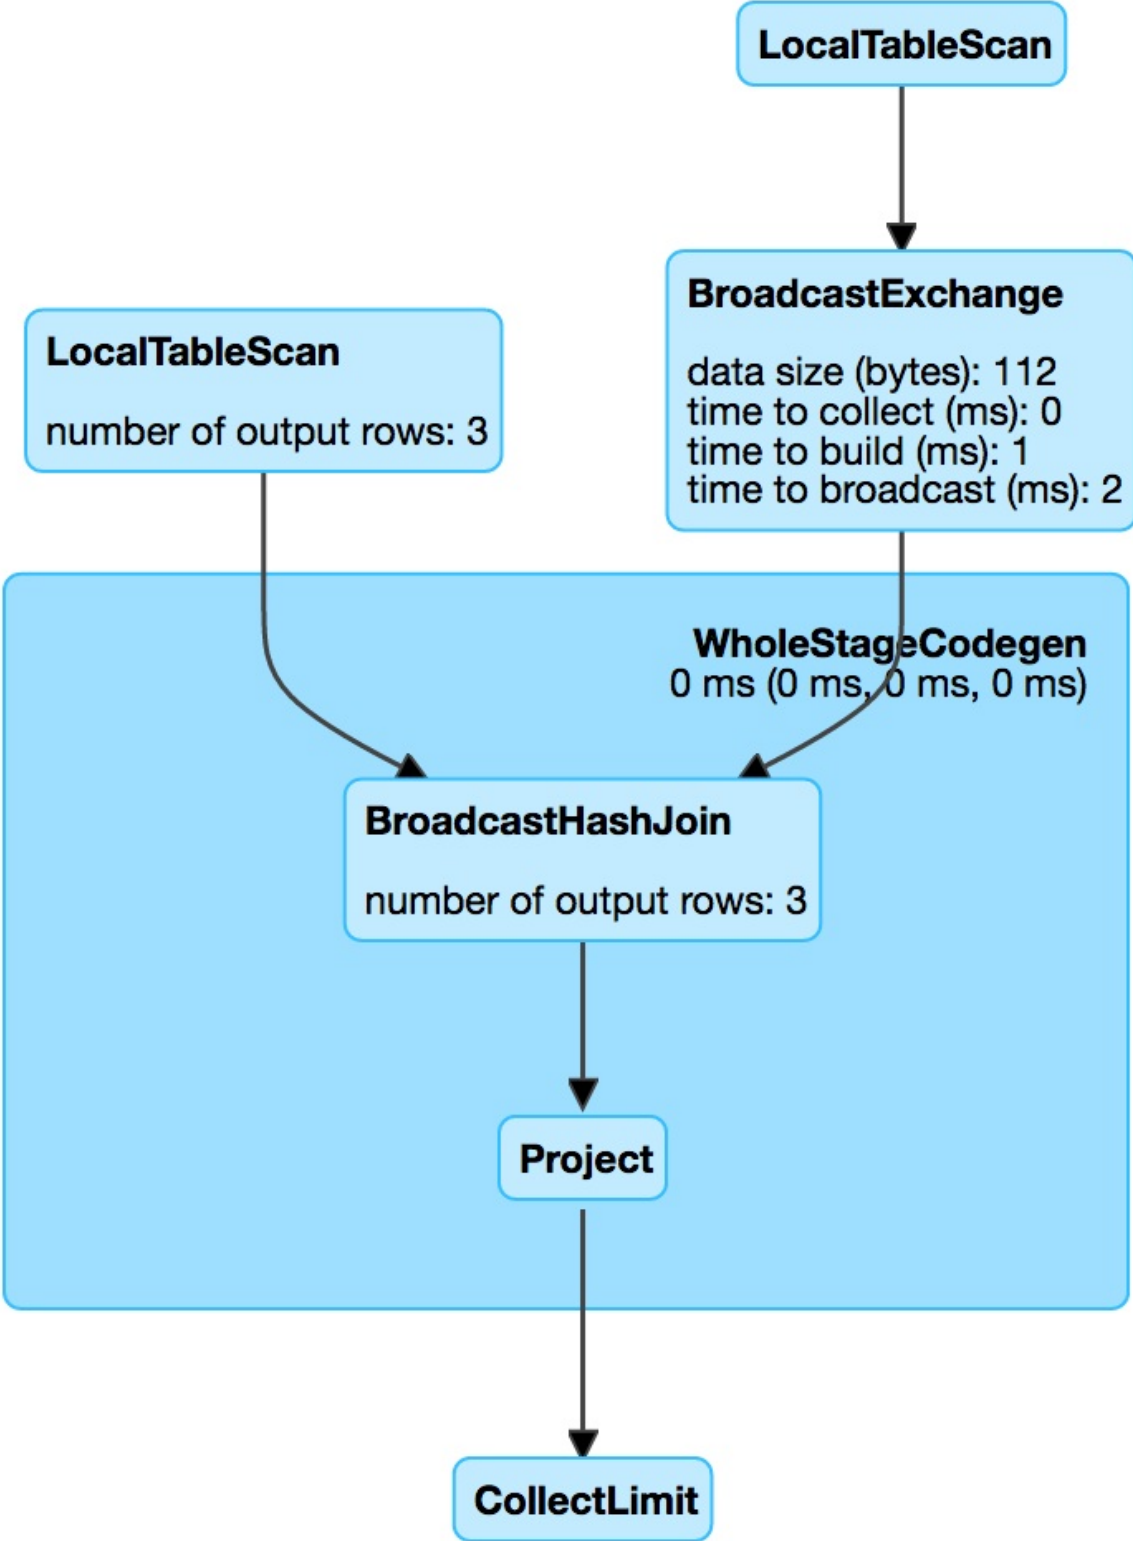 LocalTableScan
BroadcastExchange
data size (bytes): 112
time to collect (ms): 0
time to build (ms): 1
time to broadcast (ms): 2
LocalTableScan
number of output rows: 3
WholeStageCodegen
0 ms (0 ms, 0 ms, 0 ms)
BroadcastHashJoin
number of output rows: 3
Project
CollectLimit